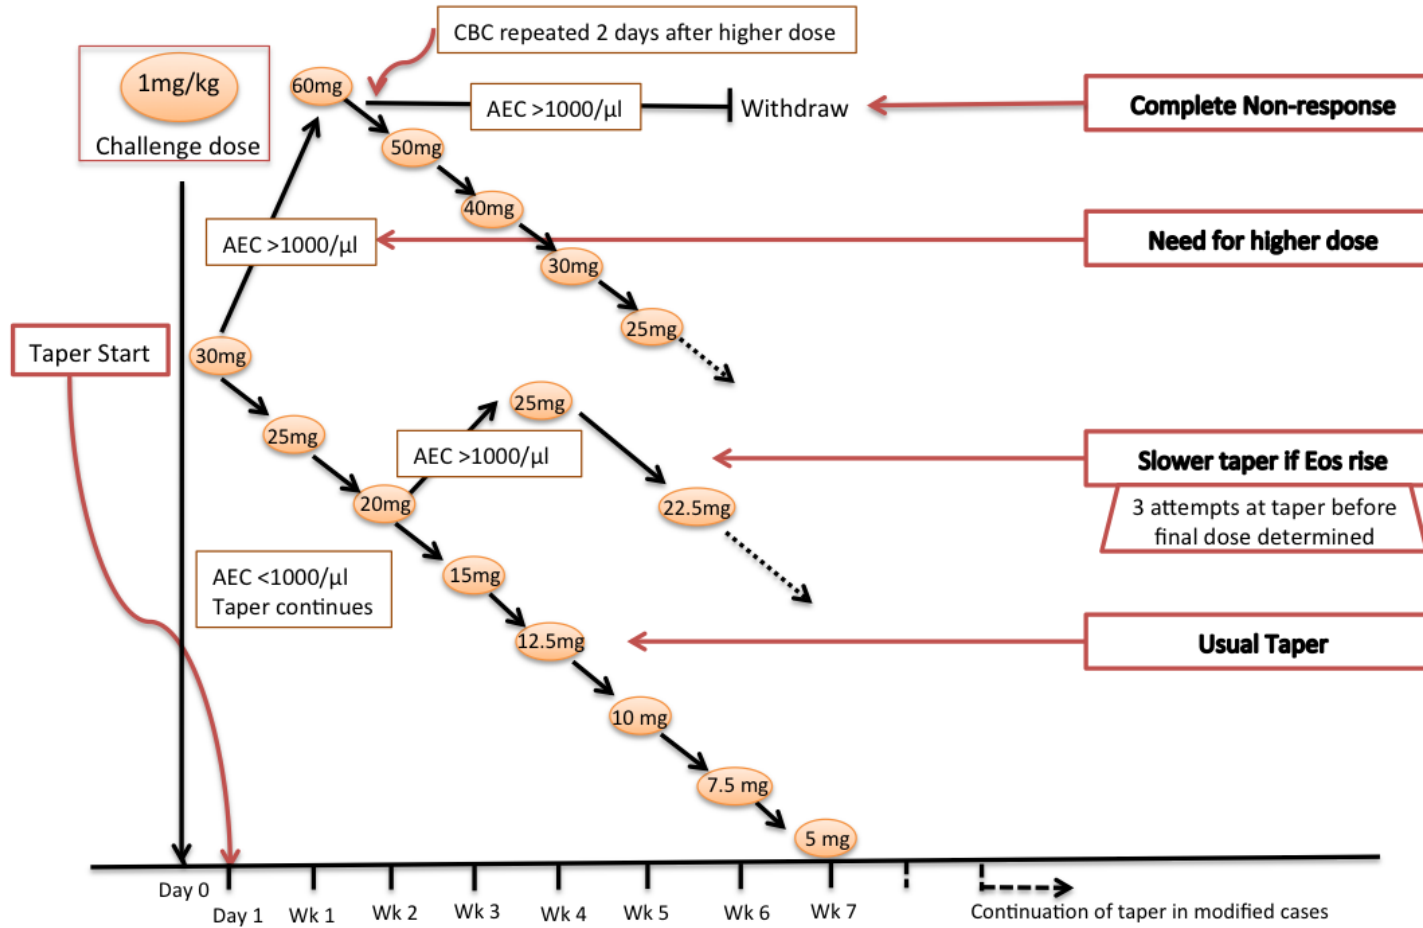 CBC repeated 2 days after higher dose
1mg/kg
Challenge dose
60mg
AEC >1000/µl
Withdraw
Complete Non-response
50mg
40mg
AEC >1000/µl
Need for higher dose
30mg
25mg
Taper Start
30mg
25mg
25mg
AEC >1000/µl
Slower taper if Eos rise
3 attempts at taper before
final dose determined
20mg
22.5mg
AEC <1000/µl
Taper continues
15mg
12.5mg
Usual Taper
10 mg
7.5 mg
5 mg
Day 0
Day 1
Wk 1
Wk 2
Wk 3
Wk 4
Wk 5
Wk 6
Wk 7
Continuation of taper in modified cases